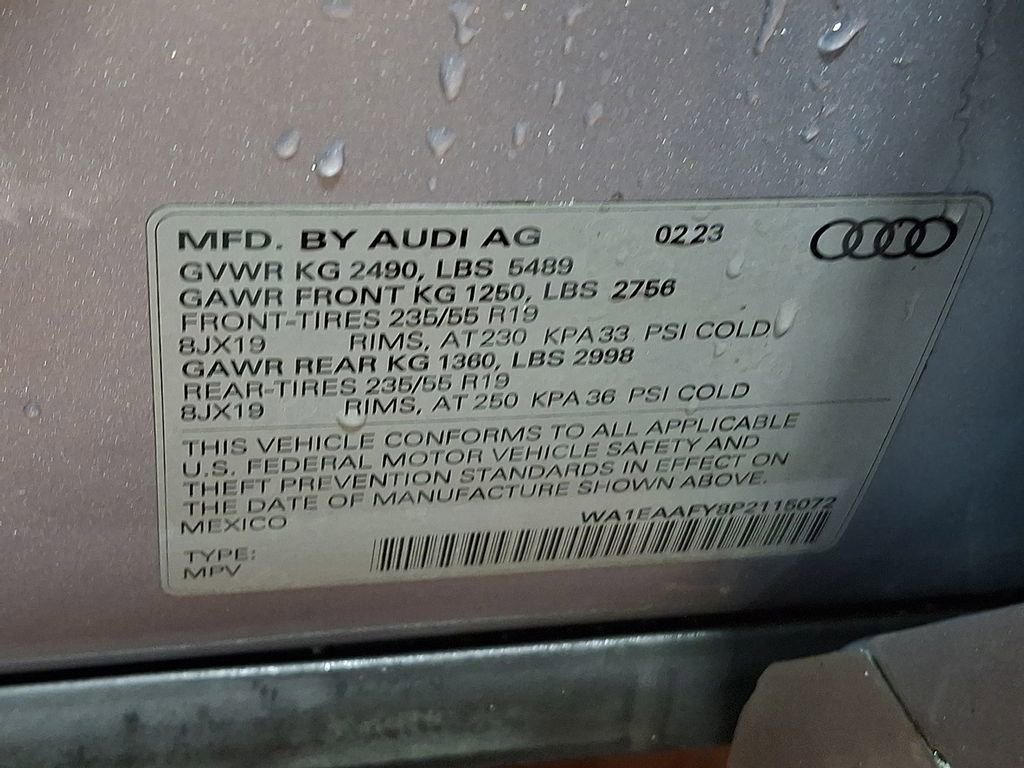 MFD. BY AUDI AG 02.23
GVWR KG 2490, LBS 5489
GAWR FRONT KG 1250, LBS 2756
FRONT-TIRES 235/55 R19
8JX19 RIMS, AT 230 KPA 33 PSI COLD
GAWR REAR KG 1360, LBS 2998
REAR-TIRES 235/55 R19
8JX19 RIMS, AT 250 KPA 36 PSI COLD
THIS VEHICLE CONFORMS TO ALL APPLICABLE
U.S. FEDERAL MOTOR VEHICLE SAFETY AND
THEFT PREVENTION STANDARDS IN EFFECT ON
THE DATE OF MANUFACTURE SHOWN ABOVE.
MEXICO WA1EAAFY8P2115072
TYPE:
MPV